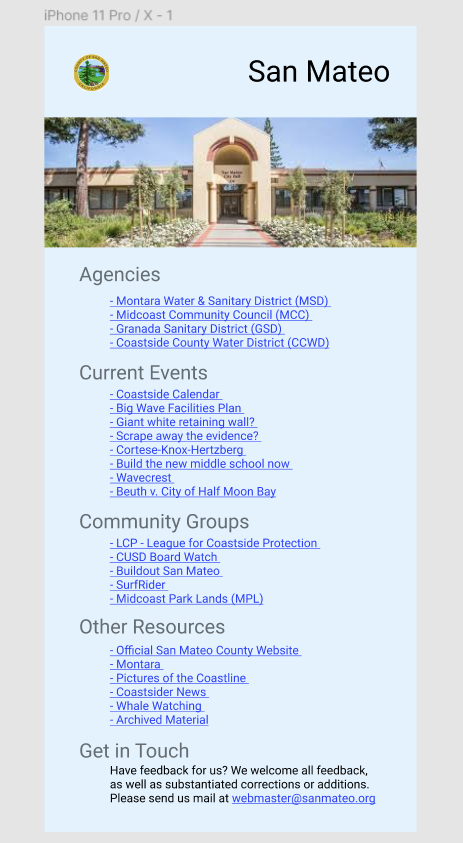 iPhone 11 Pro / X - 1
San Mateo
San Mateo
City Hall
Agencies
- Montara Water & Sanitary District (MSD)
- Midcoast Community Council (MCC)
- Granada Sanitary District (GSD)
- Coastside County Water District (CCWD)
Current Events
- Coastside Calendar
- Big Wave Facilities Plan
- Giant white retaining wall?
- Scrape away the evidence?
- Cortese-Knox-Hertzberg
- Build the new middle school now
- Wavecrest
- Beuth v. City of Half Moon Bay
Community Groups
- LCP - League for Coastside Protection
- CUSD Board Watch
- Buildout San Mateo
- SurfRider
- Midcoast Park Lands (MPL)
Other Resources
- Official San Mateo County Website
- Montara
- Pictures of the Coastline
- Coastsider News
- Whale Watching
- Archived Material
Get in Touch
Have feedback for us? We welcome all feedback,
as well as substantiated corrections or additions.
Please send us mail at webmaster@sanmateo.org